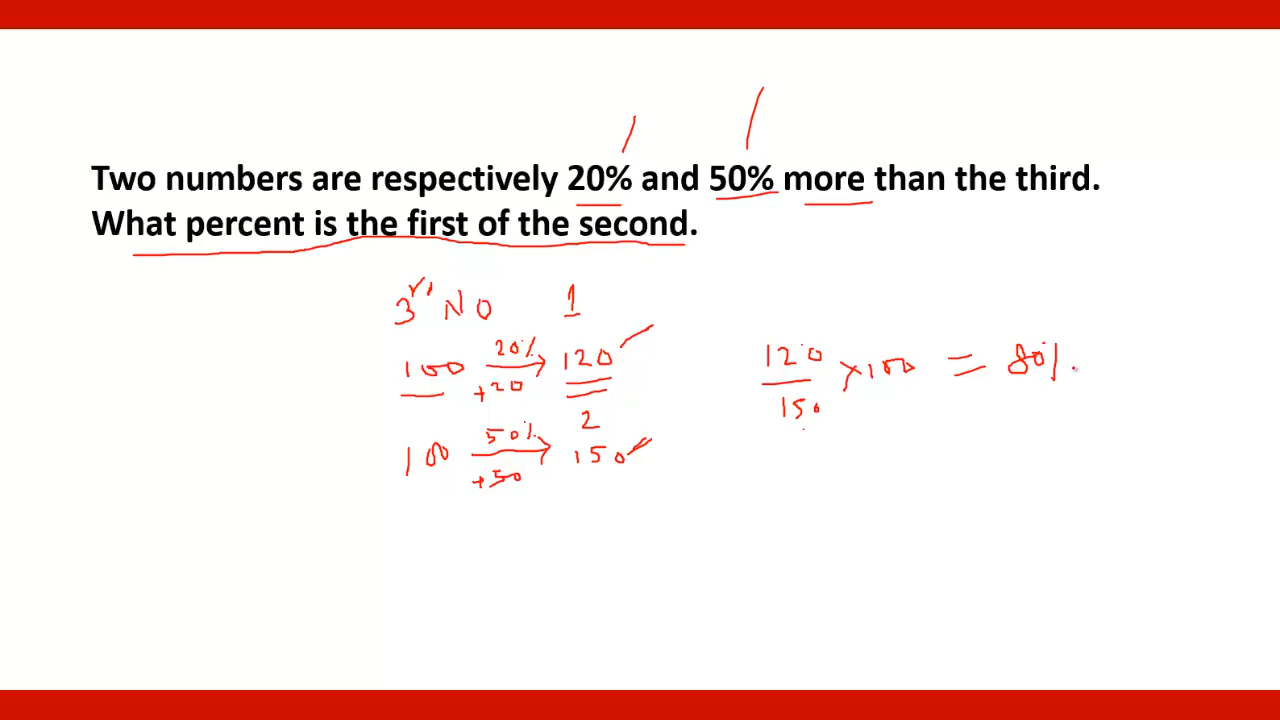 Two numbers are respectively 20% and 50% more than the third.
What percent is the first of the second.
3rd NO 1
100 20% +20 120
2
100 50% +50 150
120/150 ×100 = 80%